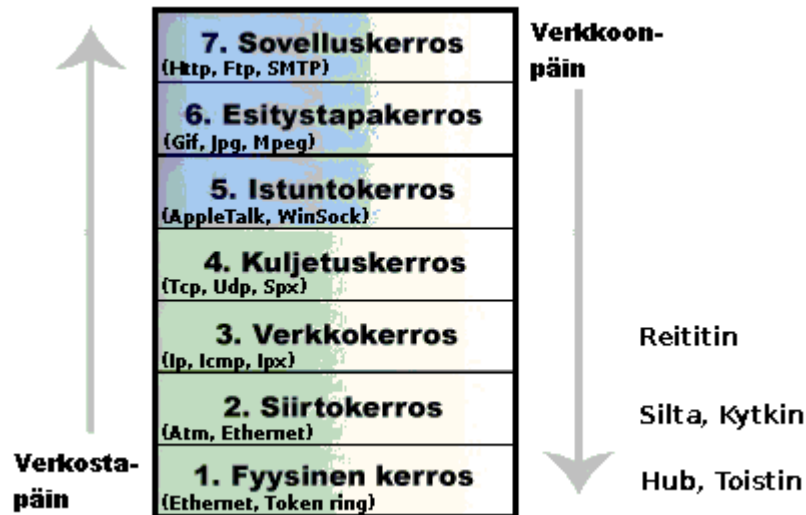 7. Sovelluskerros
(Http, Ftp, SMTP)
Verkkoon-
päin
6. Esitystapakerros
(Gif, Jpg, Mpeg)
5. Istuntokerros
(AppleTalk, WinSock)
4. Kuljetuskerros
(Tcp, Udp, Spx)
3. Verkkokerros
(Ip, Icmp, Ipx)
Reititin
2. Siirtokerros
(Atm, Ethernet)
Silta, Kytkin
Verkosta-
päin
1. Fyysinen kerros
(Ethernet, Token ring)
Hub, Toistin